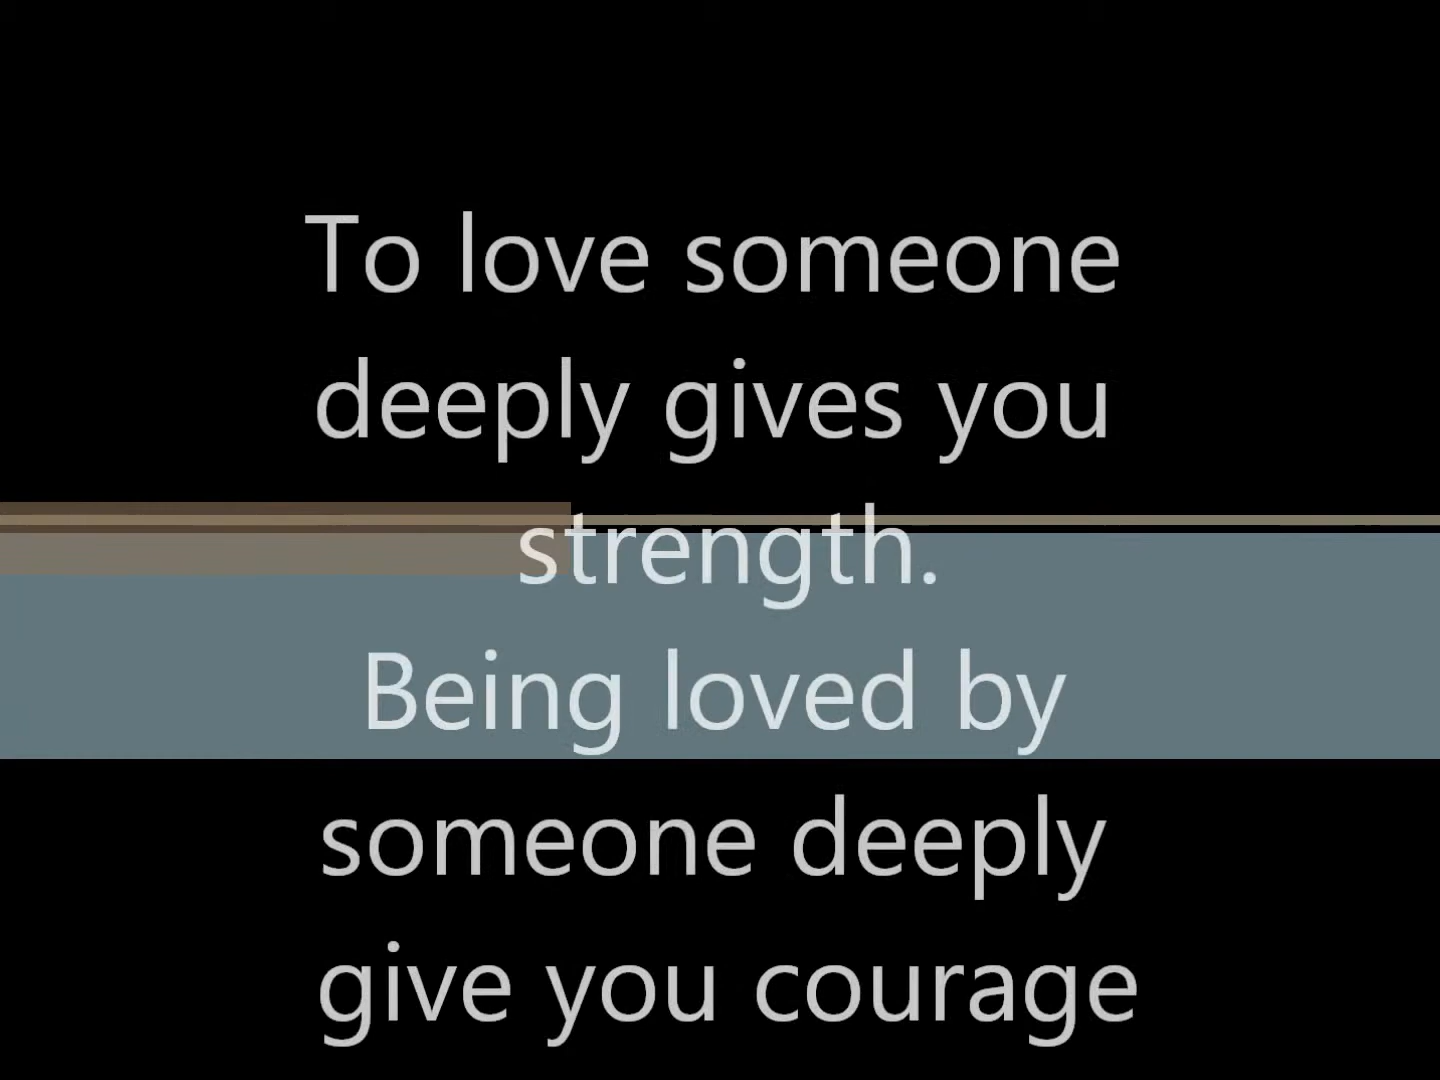 To love someone
deeply gives you
strength.
Being loved by
someone deeply
give you courage